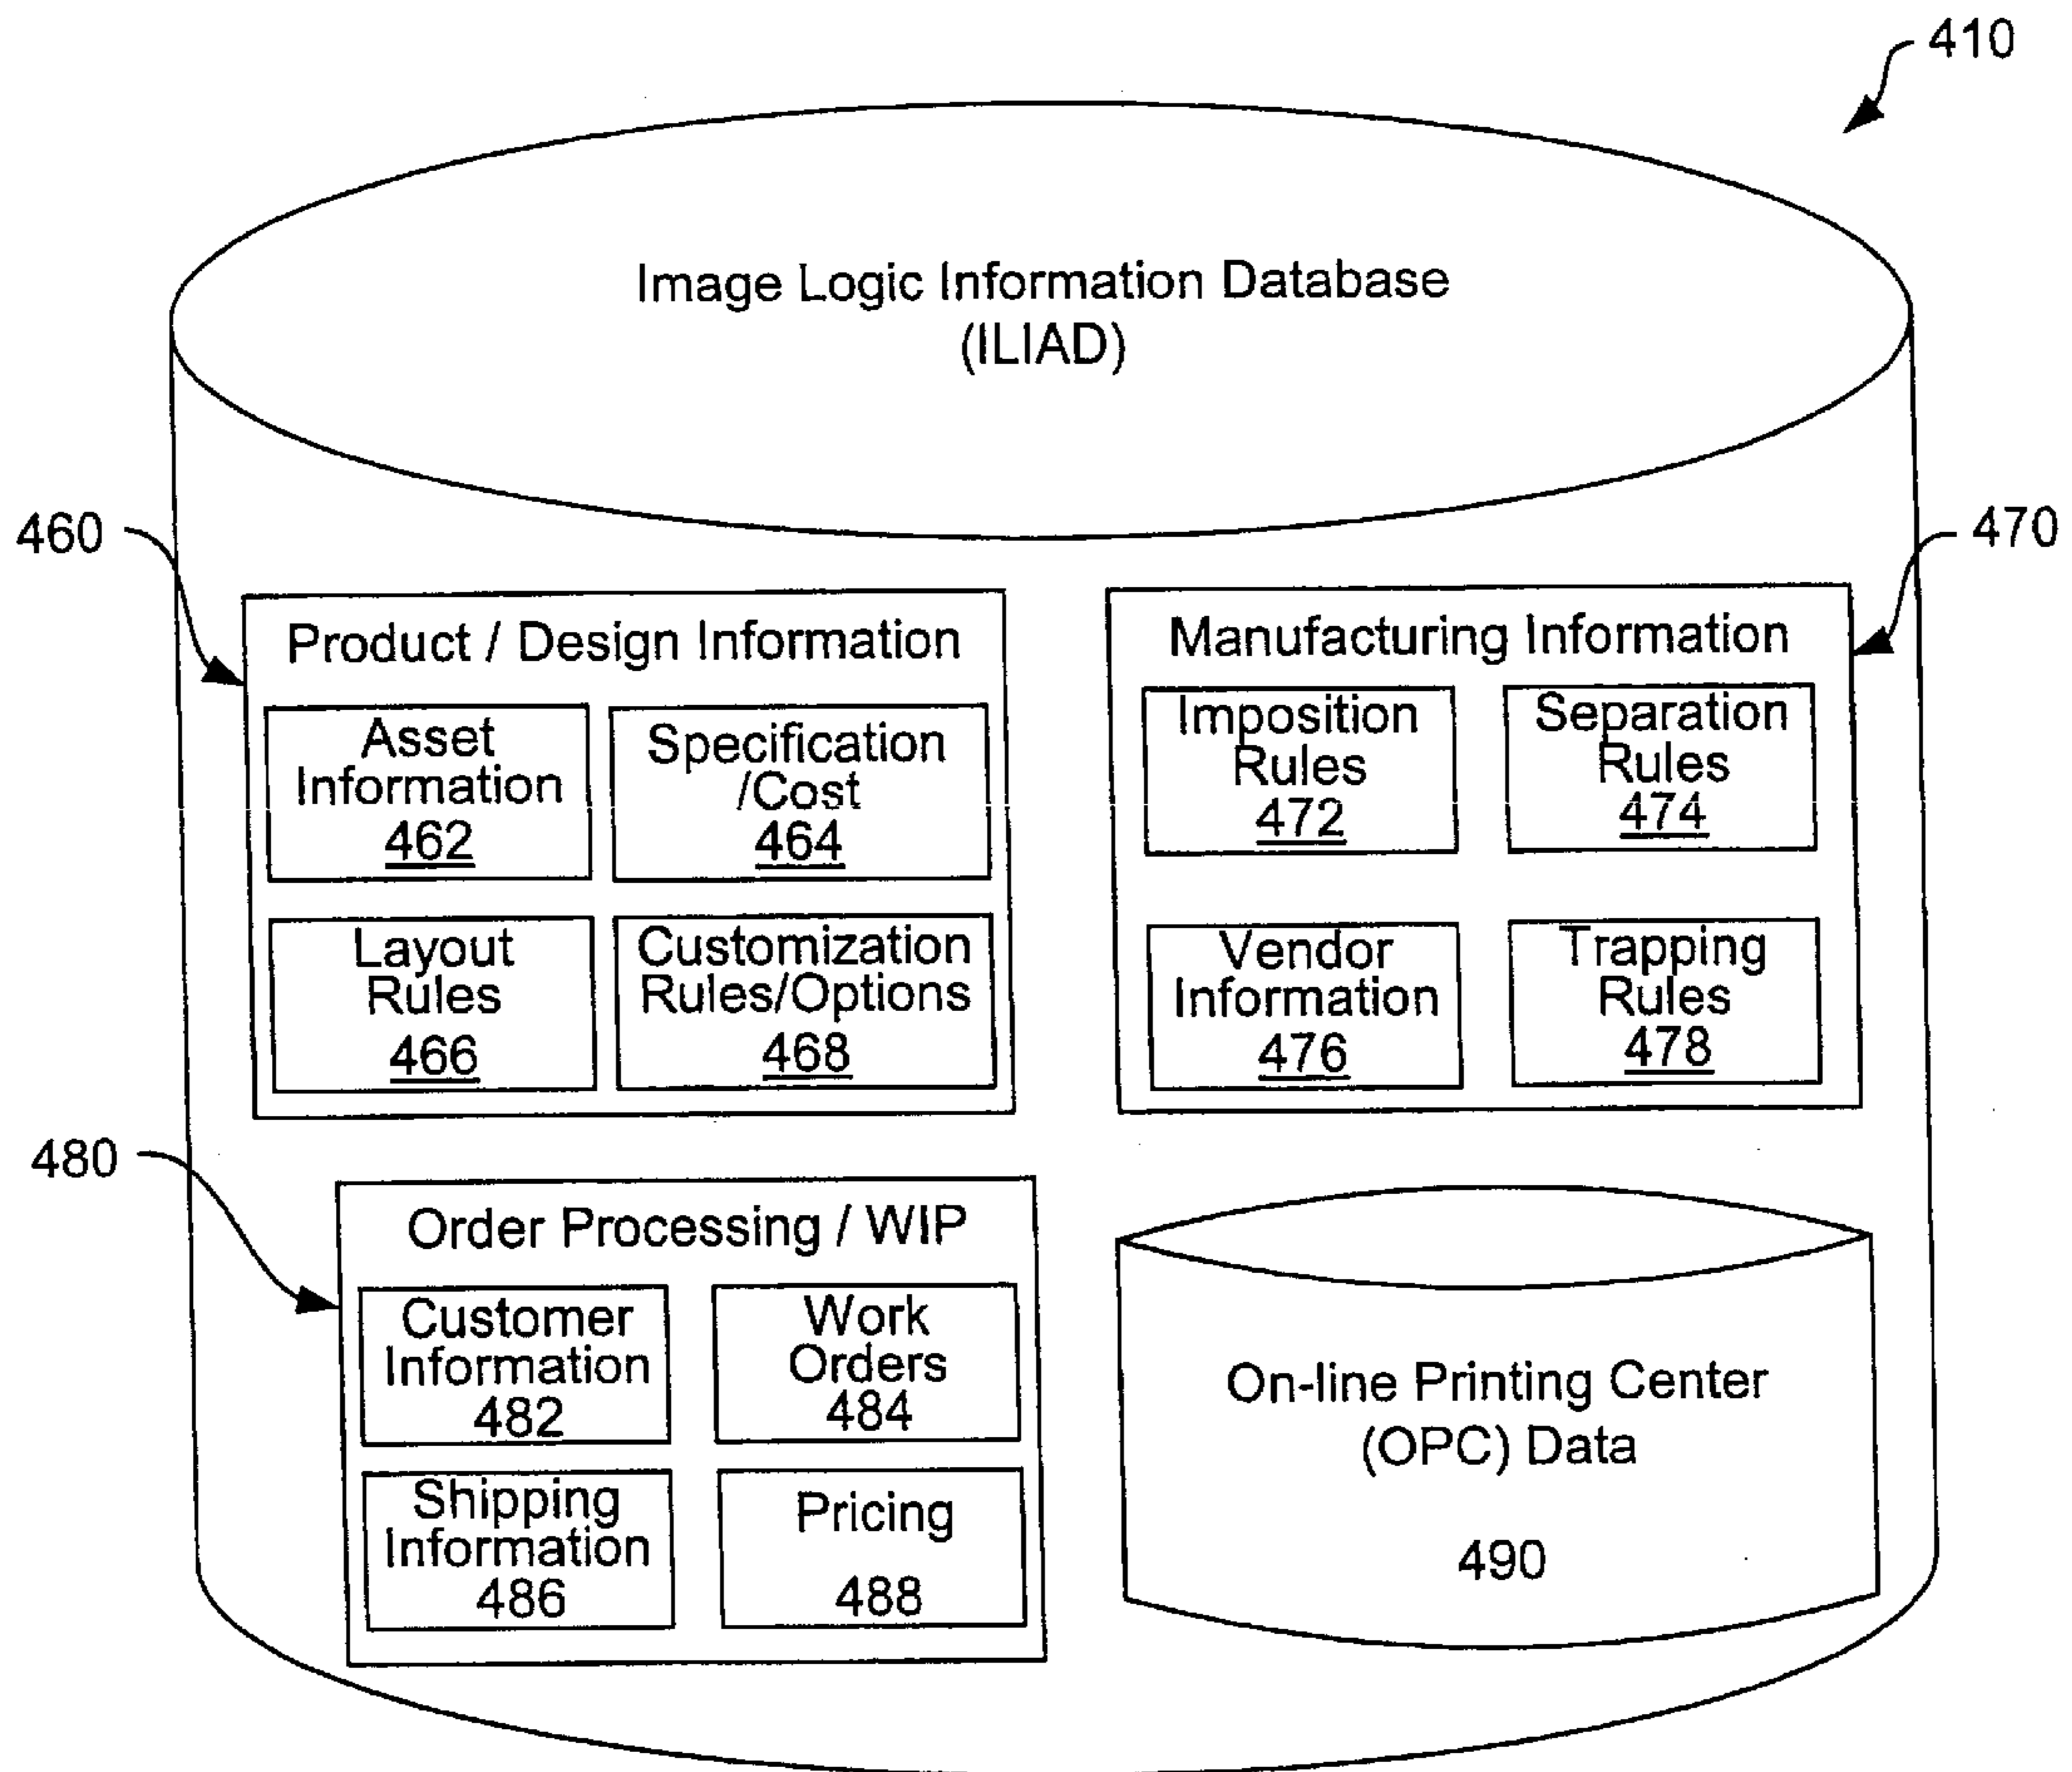 410
Image Logic Information Database
(ILIAD)
460
470
Product / Design Information
Asset
Information
462
Specification
/Cost
464
Layout
Rules
466
Customization
Rules/Options
468
Manufacturing Information
Imposition
Rules
472
Separation
Rules
474
Vendor
Information
476
Trapping
Rules
478
480
Order Processing / WIP
Customer
Information
482
Work
Orders
484
Shipping
Information
486
Pricing
488
On-line Printing Center
(OPC) Data
490